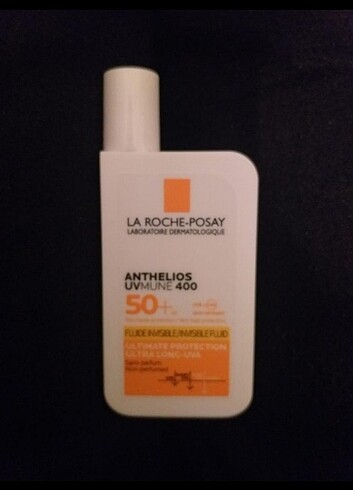 LA ROCHE-POSAY
LABORATOIRE DERMATOLOGIQUE
ANTHELIOS
UVMUNE 400
50+
FLUIDE INVISIBLE/INVISIBLE FLUID
ULTIMATE PROTECTION
ULTRA LONG-UVA
Sans parfum
Non-perfumed